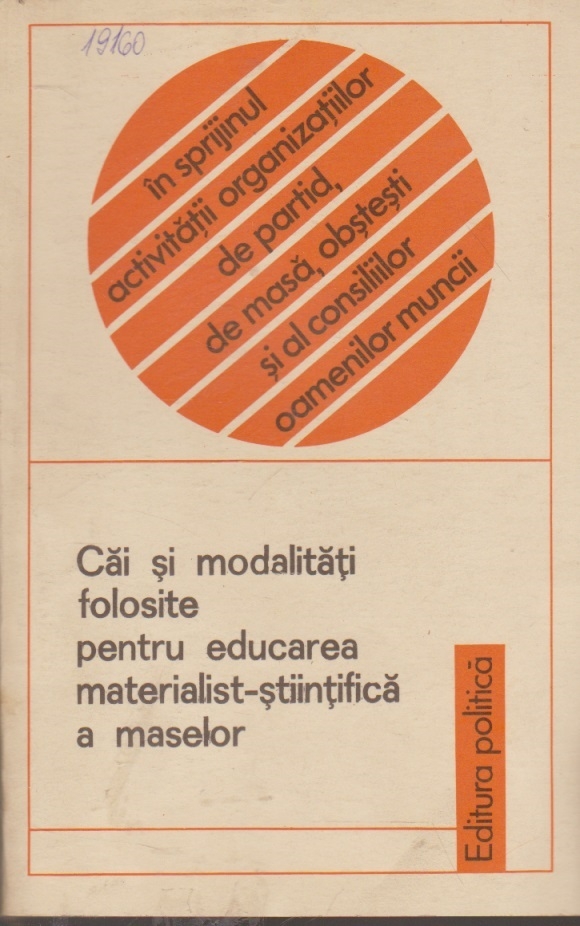 19160
în sprijinul
activității organizațiilor
de partid,
de masă, obștești
și al consiliilor
oamenilor muncii
Căi şi modalităţi
folosite
pentru educarea
materialist-ştiinţifică
a maselor
Editura politică